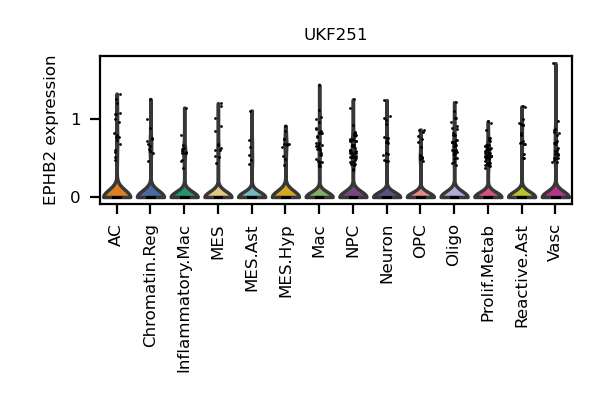 UKF251
EPHB2 expression
1
0
AC
Chromatin.Reg
Inflammatory.Mac
MES
MES.Ast
MES.Hyp
Mac
NPC
Neuron
OPC
Oligo
Prolif.Metab
Reactive.Ast
Vasc